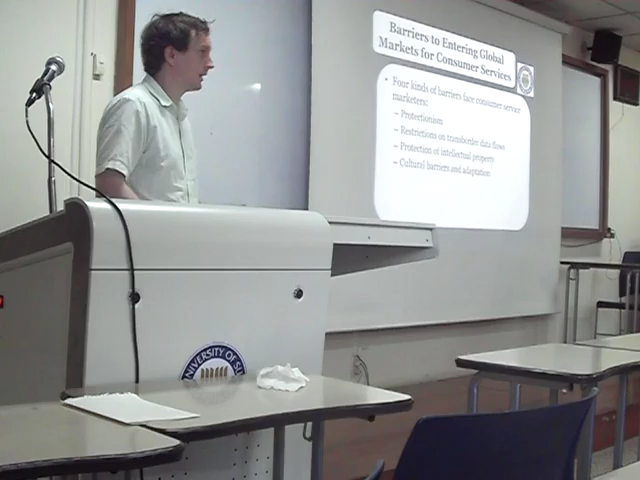 Barriers to Entering Global
Markets for Consumer Services
• Four kinds of barriers face consumer service
marketers:
– Protectionism
– Restrictions on transborder data flows
– Protection of intellectual property
– Cultural barriers and adaptation
UNIVERSITY OF